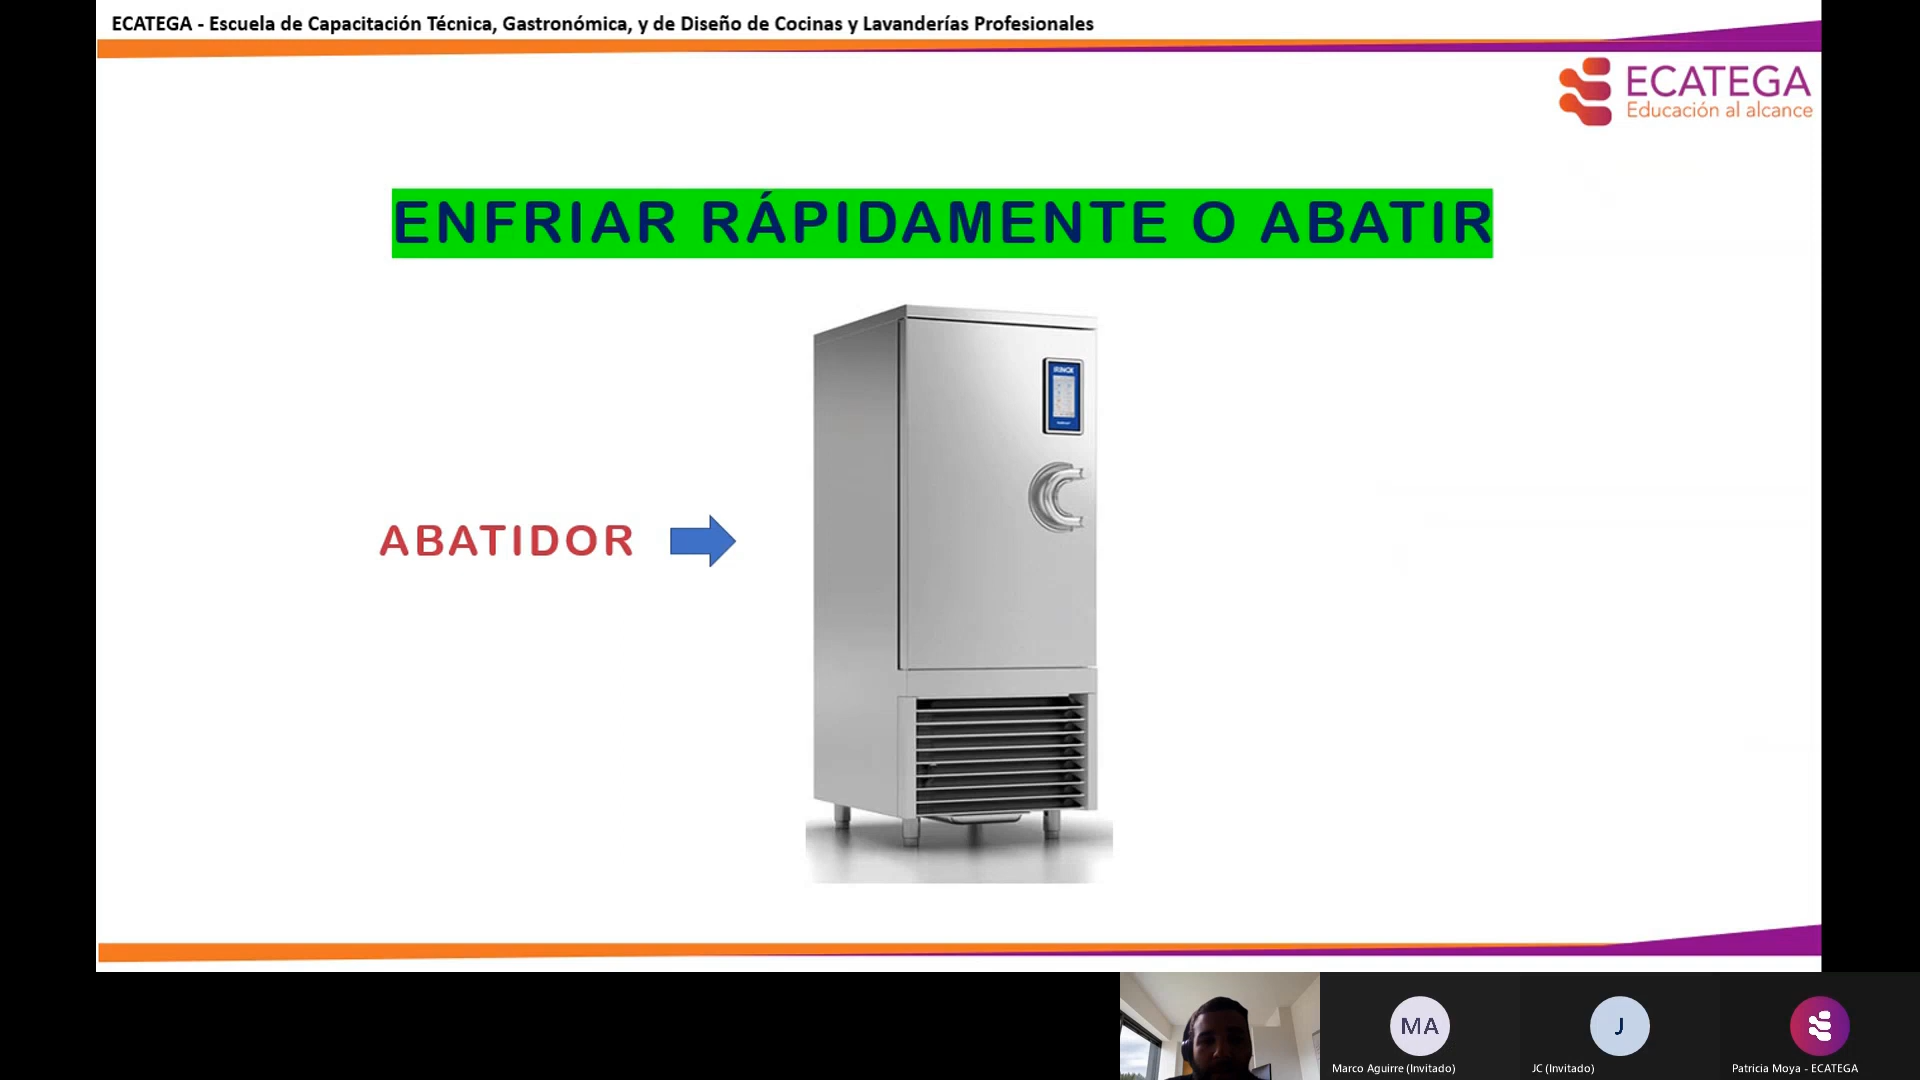 ECATEGA - Escuela de Capacitación Técnica, Gastronómica, y de Diseño de Cocinas y Lavanderías Profesionales
ECATEGA
Educación al alcance
ENFRIAR RÁPIDAMENTE O ABATIR
IRINOX
ABATIDOR
MA
J
Marco Aguirre (Invitado)
JC (Invitado)
Patricia Moya - ECATEGA